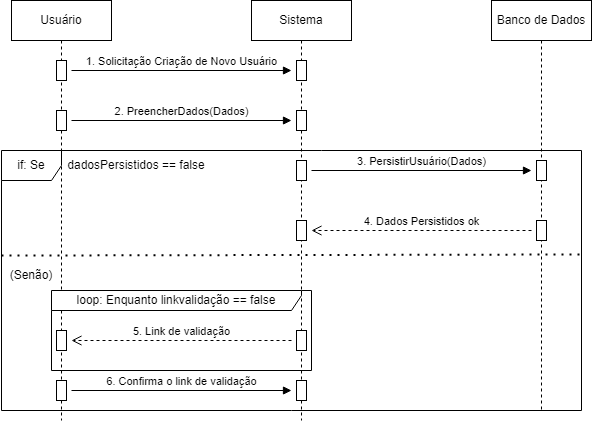 Usuário
Sistema
Banco de Dados
1. Solicitação Criação de Novo Usuário
2. PreencherDados(Dados)
if: Se
dadosPersistidos == false
3. PersistirUsuário(Dados)
4. Dados Persistidos ok
(Senão)
loop: Enquanto linkvalidação == false
5. Link de validação
6. Confirma o link de validação